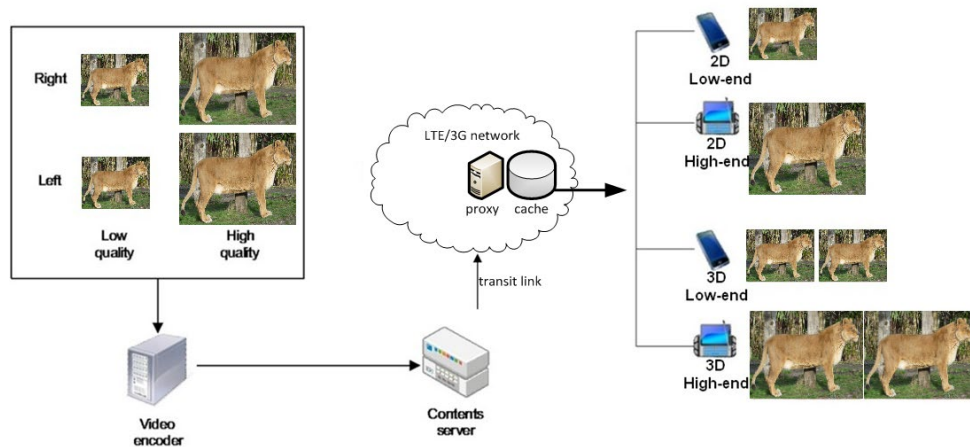 Right
Left
Low
quality
High
quality
Video
encoder
Contents
server
transit link
LTE/3G network
proxy
cache
2D
Low-end
2D
High-end
3D
Low-end
3D
High-end